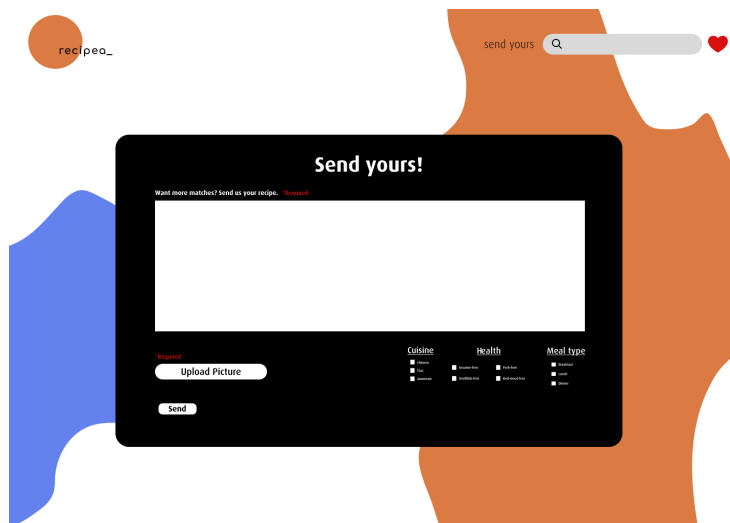 recipea_
send yours
Send yours!
Want more matches? Send us your recipe. *Required
*Required
Upload Picture
Send
Cuisine
Chinese
Thai
American
Health
Sesame-free
Pork-free
Shellfish-free
Red-meat-free
Meal type
Breakfast
Lunch
Dinner